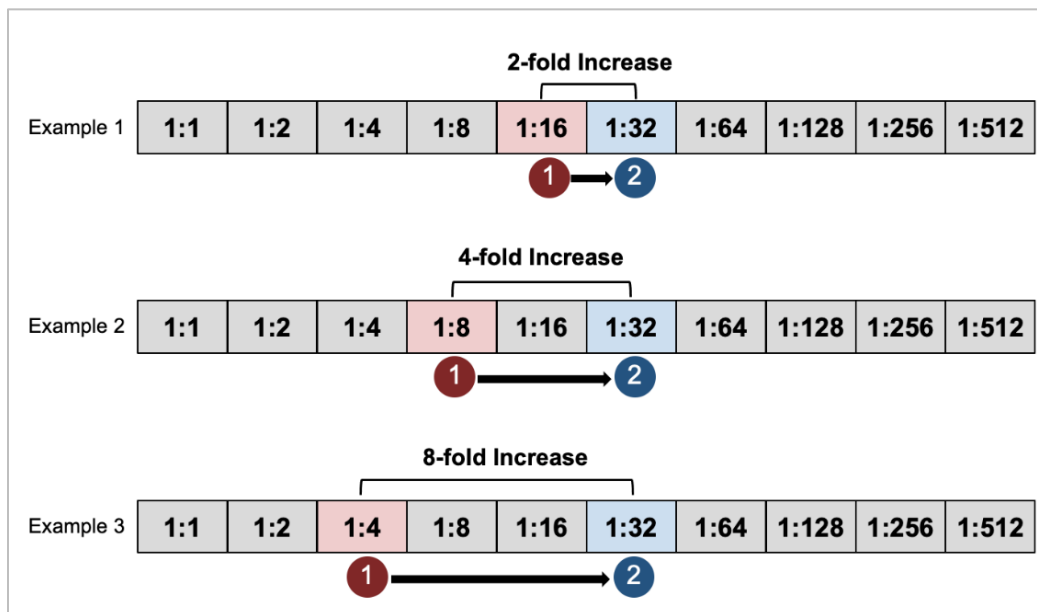 2-fold Increase
Example 1 1:1 1:2 1:4 1:8 1:16 1:32 1:64 1:128 1:256 1:512
1 2
4-fold Increase
Example 2 1:1 1:2 1:4 1:8 1:16 1:32 1:64 1:128 1:256 1:512
1 2
8-fold Increase
Example 3 1:1 1:2 1:4 1:8 1:16 1:32 1:64 1:128 1:256 1:512
1 2